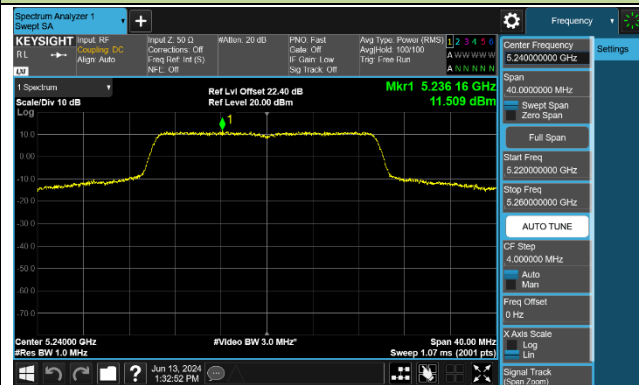 Spectrum Analyzer 1
Swept SA
Frequency
KEYSIGHT
RL
LXI
Input: RF
Coupling: DC
Align: Auto
Input Z: 50 Ω
Corrections: Off
Freq Ref: Int (S)
NFE: Off
#Atten: 20 dB
PNO: Fast
Gate: Off
IF Gain: Low
Sig Track: Off
Avg Type: Power (RMS)
Avg|Hold: 100/100
Trig: Free Run
1 2 3 4 5 6
A W W W W W
A N N N N N
1 Spectrum
Scale/Div 10 dB
Log
Ref Lvl Offset 22.40 dB
Ref Level 20.00 dBm
Mkr1 5.236 16 GHz
11.509 dBm
1
10.0
0.00
-10.0
-20.0
-30.0
-40.0
-50.0
-60.0
-70.0
Center 5.24000 GHz
#Res BW 1.0 MHz
#Video BW 3.0 MHz*
Span 40.00 MHz
Sweep 1.07 ms (2001 pts)
Jun 13, 2024
1:32:52 PM
Center Frequency
5.240000000 GHz
Settings
Span
40.0000000 MHz
Swept Span
Zero Span
Full Span
Start Freq
5.220000000 GHz
Stop Freq
5.260000000 GHz
AUTO TUNE
CF Step
4.000000 MHz
Auto
Man
Freq Offset
0 Hz
X Axis Scale
Log
Lin
Signal Track
(Span Zoom)